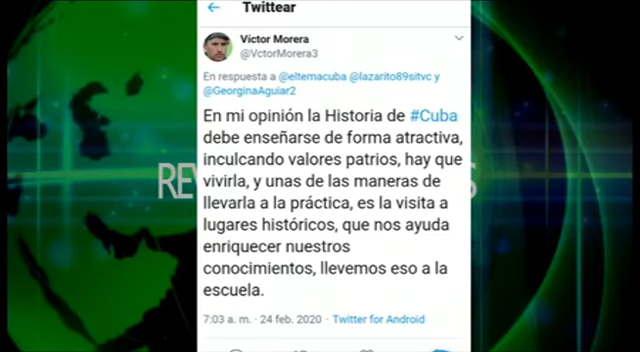 Twittear
Víctor Morera
@VctorMorera3
En respuesta a @eltemacuba @lazarito89sitvc y
@GeorginaAguiar2
En mi opinión la Historia de #Cuba
debe enseñarse de forma atractiva,
inculcando valores patrios, hay que
vivirla, y unas de las maneras de
llevarla a la práctica, es la visita a
lugares históricos, que nos ayuda
enriquecer nuestros
conocimientos, llevemos eso a la
escuela.
7:03 a. m. · 24 feb. 2020 · Twitter for Android